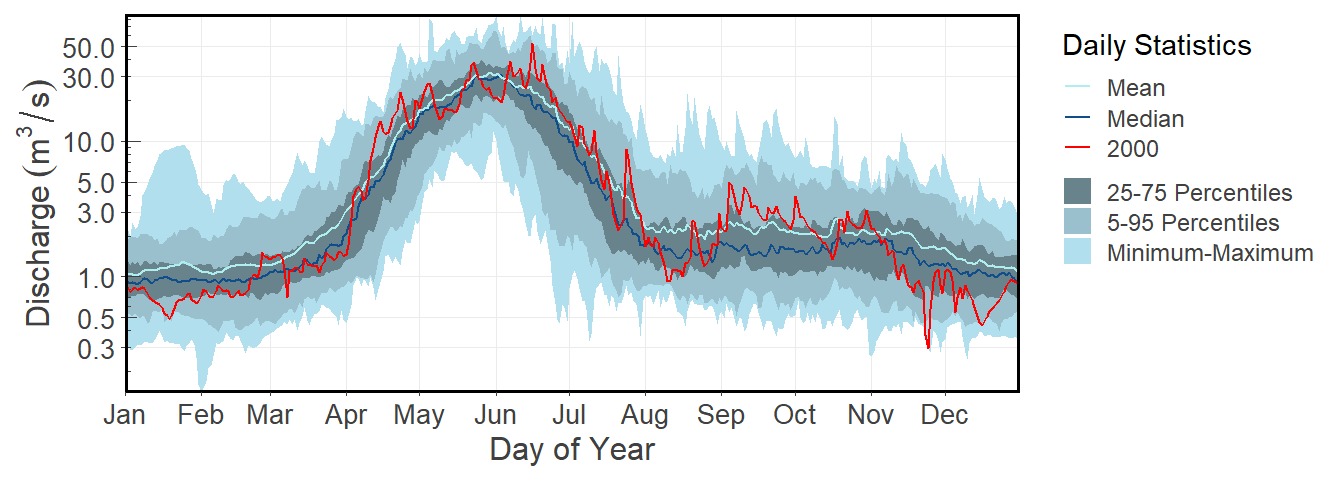 Discharge (m³/s)
50.0
30.0
10.0
5.0
3.0
1.0
0.5
0.3
Jan Feb Mar Apr May Jun Jul Aug Sep Oct Nov Dec
Day of Year
Daily Statistics
Mean
Median
2000
25-75 Percentiles
5-95 Percentiles
Minimum-Maximum